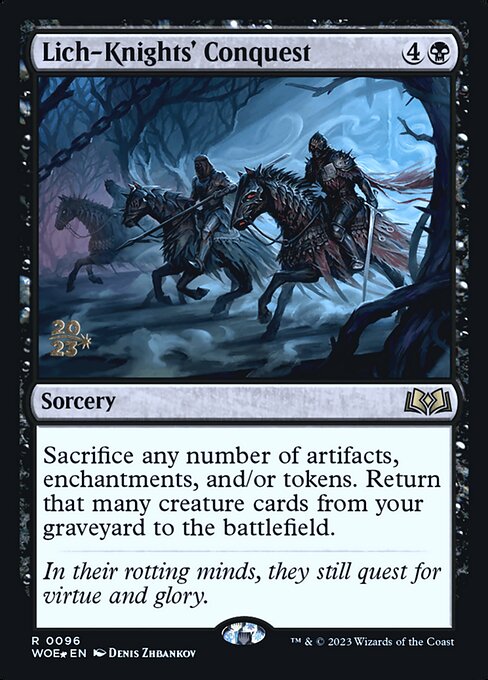 Lich-Knights' Conquest 4
20
23
Sorcery
Sacrifice any number of artifacts,
enchantments, and/or tokens. Return
that many creature cards from your
graveyard to the battlefield.
In their rotting minds, they still quest for
virtue and glory.
R 0096
WOE★EN DENIS ZHBANKOV
™ & © 2023 Wizards of the Coast